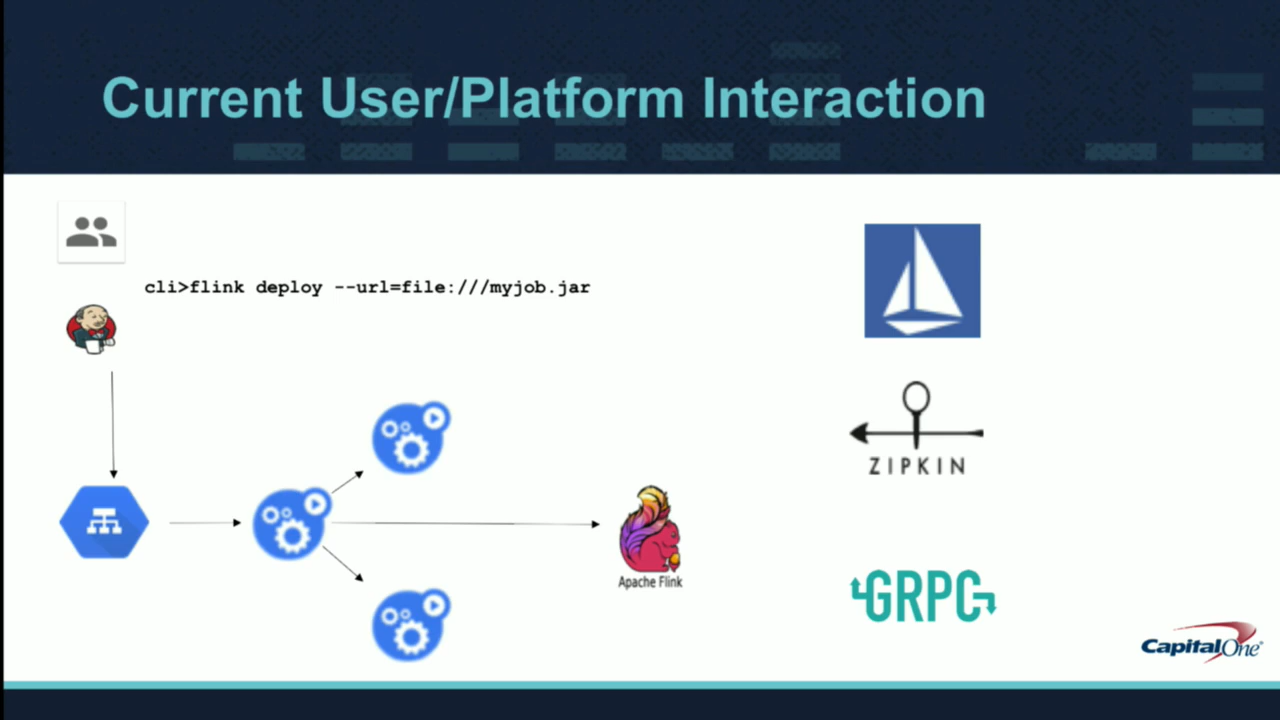 Current User/Platform Interaction
cli>flink deploy --url=file:///myjob.jar
ZIPKIN
Apache Flink
GRPC
CapitalOne